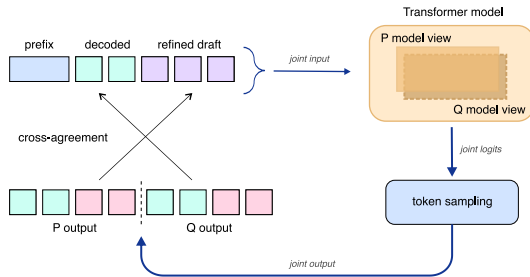 Transformer model
prefix
decoded
refined draft
joint input
P model view
Q model view
cross-agreement
joint logits
token sampling
P output
Q output
joint output